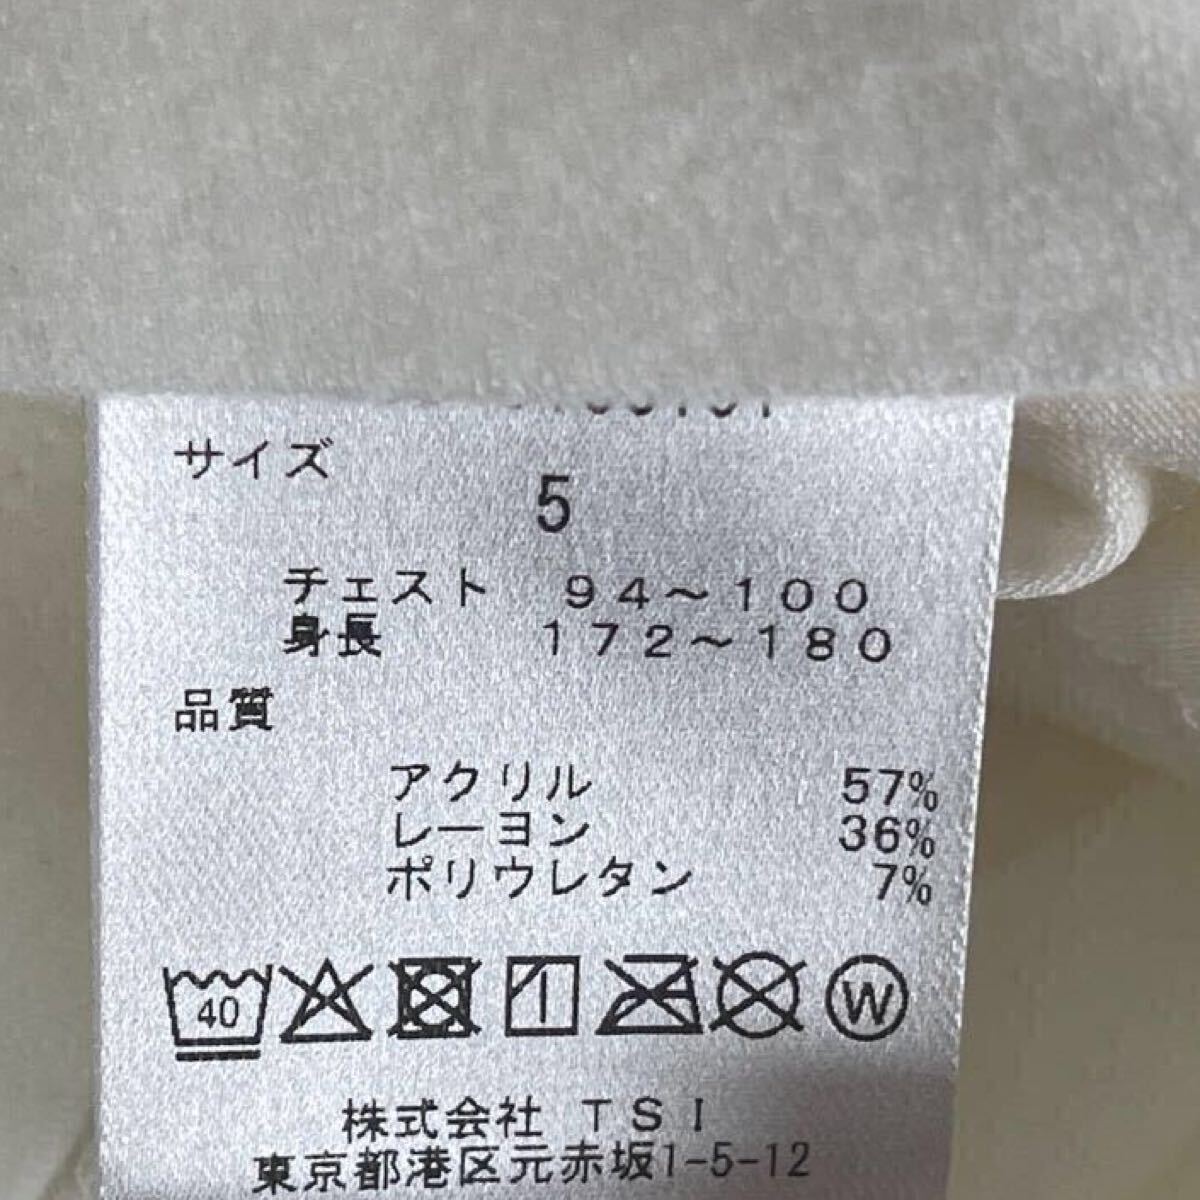 サイズ
5
チェスト 94～100
身長 172～180
品質
アクリル 57%
レーヨン 36%
ポリウレタン 7%
40
W
株式会社 TSI
東京都港区元赤坂1-5-12